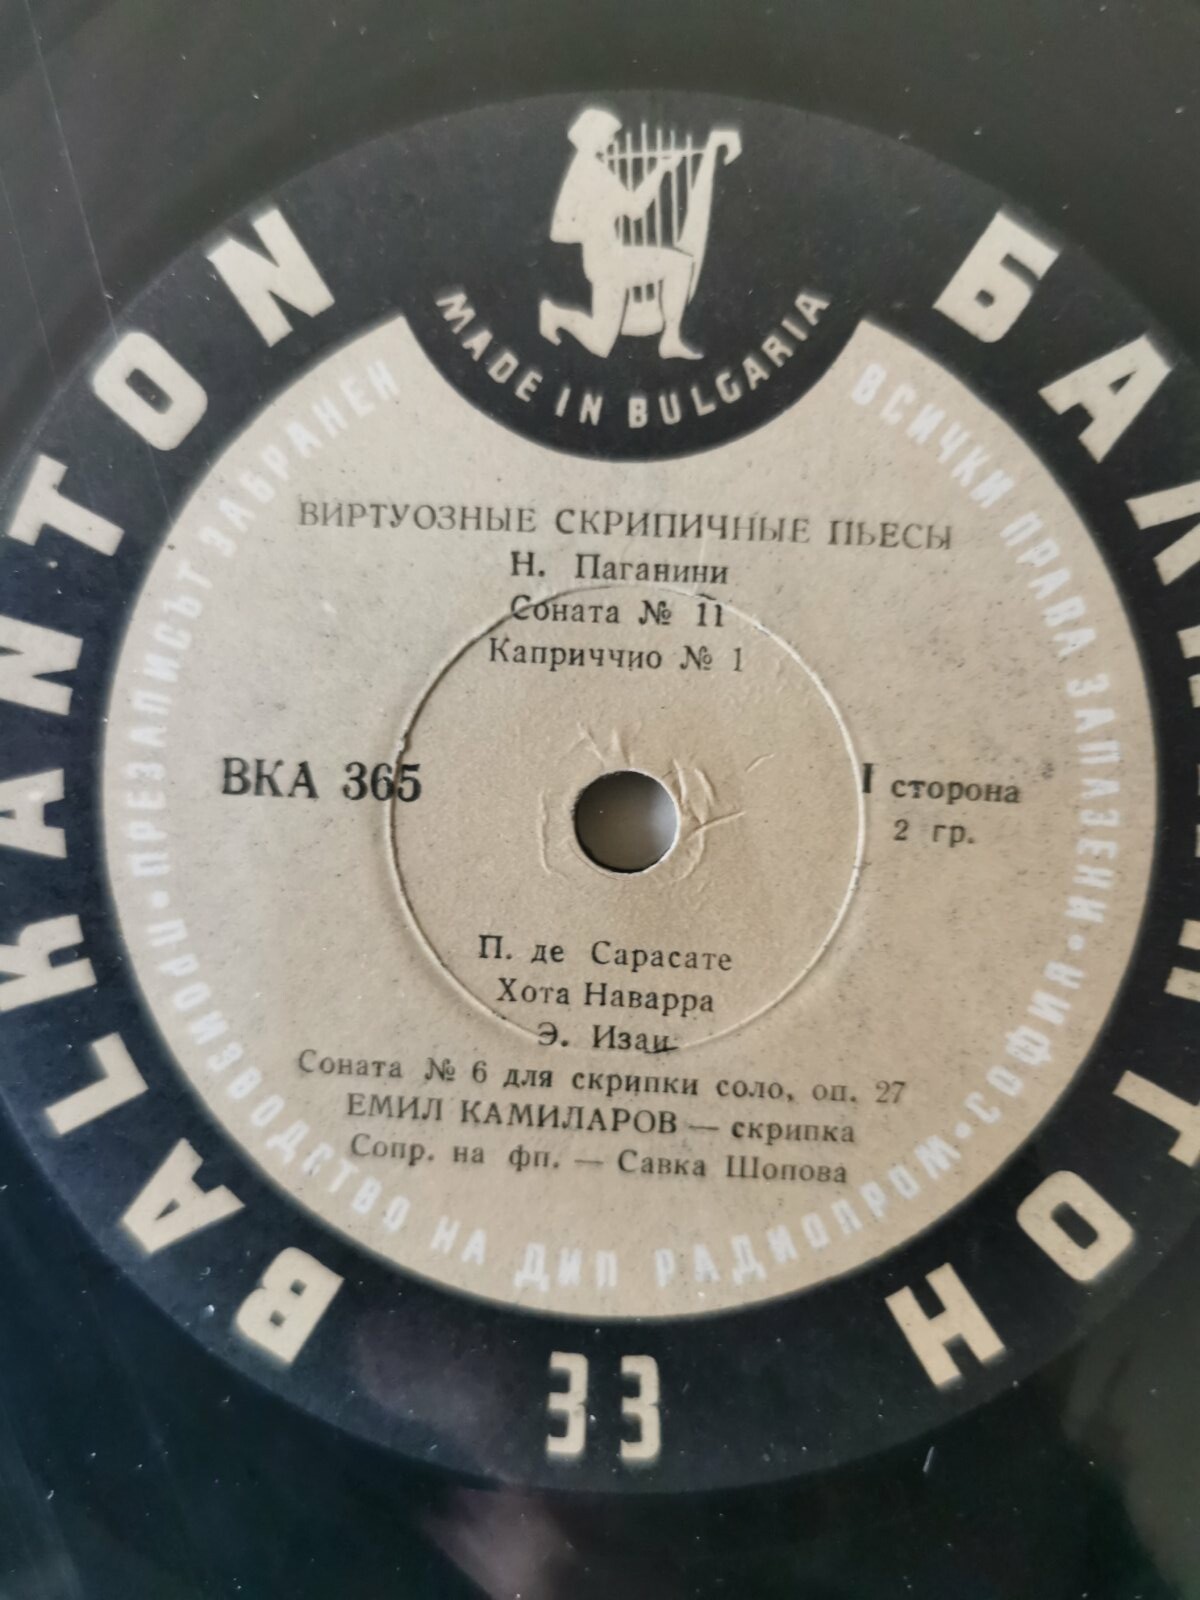 MADE IN BULGARIA
BALKANTON
БАЛКАНТОН
ВСИЧКИ ПРАВА ЗАПАЗЕНИ • СОФИЯ •
ПРОИЗВОДСТВО НА ДИП РАДИОПРОМ •
ПРЕЗАПИСЪТ ЗАБРАНЕН
ВИРТУОЗНЫЕ СКРИПИЧНЫЕ ПЬЕСЫ
Н. Паганини
Соната № 11
Каприччио № 1
ВКА 365
I сторона
2 гр.
П. де Сарасате
Хота Наварра
Э. Изаи
Соната № 6 для скрипки соло, оп. 27
ЕМИЛ КАМИЛАРОВ — скрипка
Сопр. на фп. — Савка Шопова
33